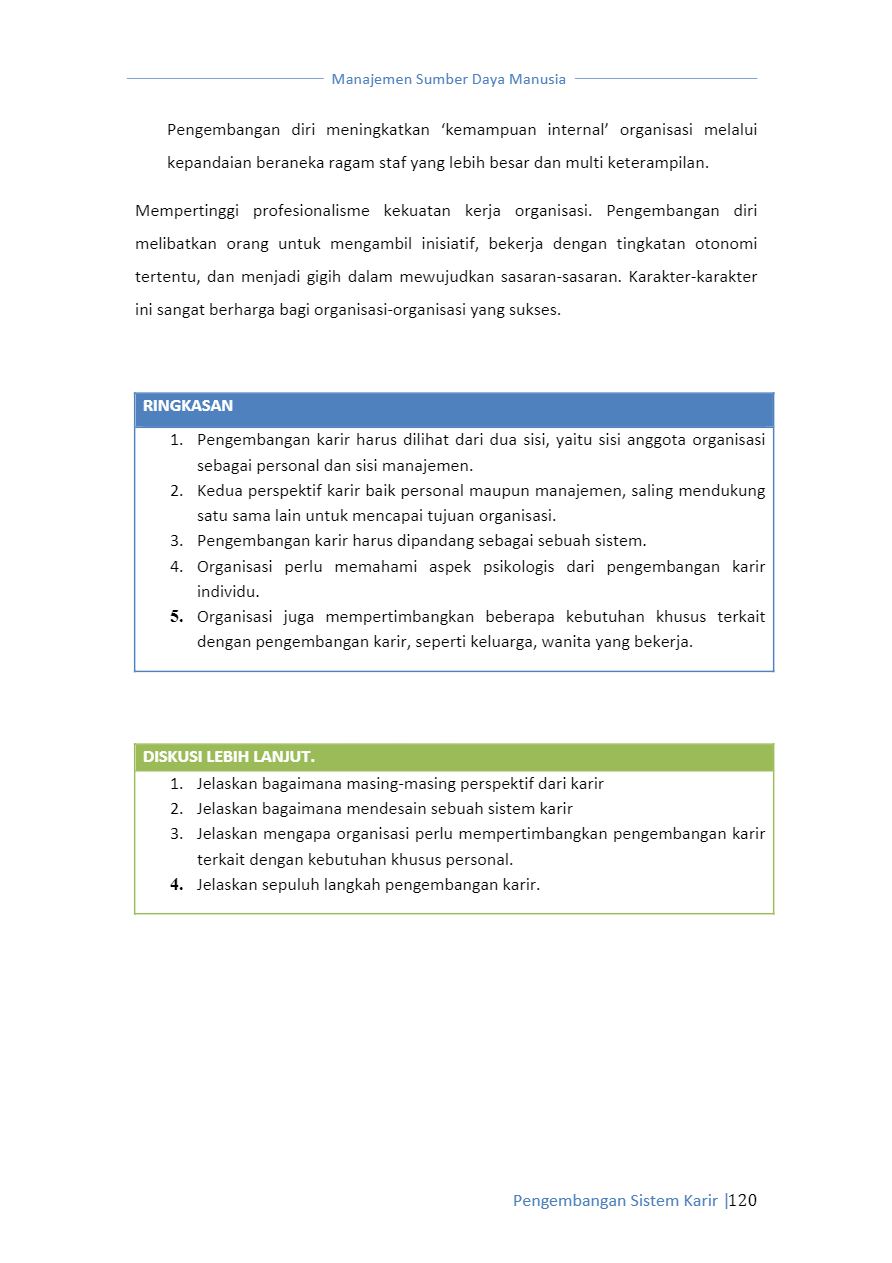 Manajemen Sumber Daya Manusia
Pengembangan diri meningkatkan ‘kemampuan internal’ organisasi melalui
kepandaian beraneka ragam staf yang lebih besar dan multi keterampilan.
Mempertinggi profesionalisme kekuatan kerja organisasi. Pengembangan diri
melibatkan orang untuk mengambil inisiatif, bekerja dengan tingkatan otonomi
tertentu, dan menjadi gigih dalam mewujudkan sasaran-sasaran. Karakter-karakter
ini sangat berharga bagi organisasi-organisasi yang sukses.
RINGKASAN
1. Pengembangan karir harus dilihat dari dua sisi, yaitu sisi anggota organisasi
sebagai personal dan sisi manajemen.
2. Kedua perspektif karir baik personal maupun manajemen, saling mendukung
satu sama lain untuk mencapai tujuan organisasi.
3. Pengembangan karir harus dipandang sebagai sebuah sistem.
4. Organisasi perlu memahami aspek psikologis dari pengembangan karir
individu.
5. Organisasi juga mempertimbangkan beberapa kebutuhan khusus terkait
dengan pengembangan karir, seperti keluarga, wanita yang bekerja.
DISKUSI LEBIH LANJUT.
1. Jelaskan bagaimana masing-masing perspektif dari karir
2. Jelaskan bagaimana mendesain sebuah sistem karir
3. Jelaskan mengapa organisasi perlu mempertimbangkan pengembangan karir
terkait dengan kebutuhan khusus personal.
4. Jelaskan sepuluh langkah pengembangan karir.
Pengembangan Sistem Karir |120